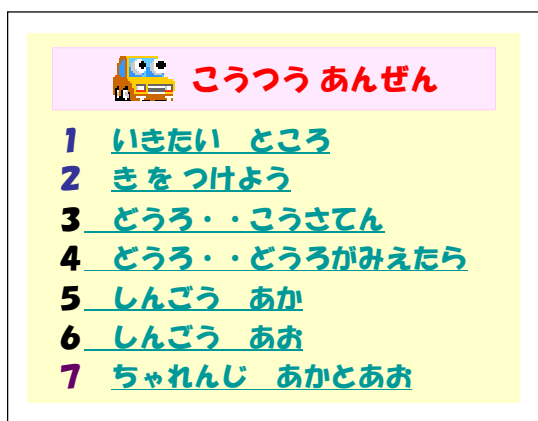 こうつう あんぜん
1 いきたい ところ
2 き を つけよう
3 どうろ・・こうさてん
4 どうろ・・どうろがみえたら
5 しんごう あか
6 しんごう あお
7 ちゃれんじ あかとあお